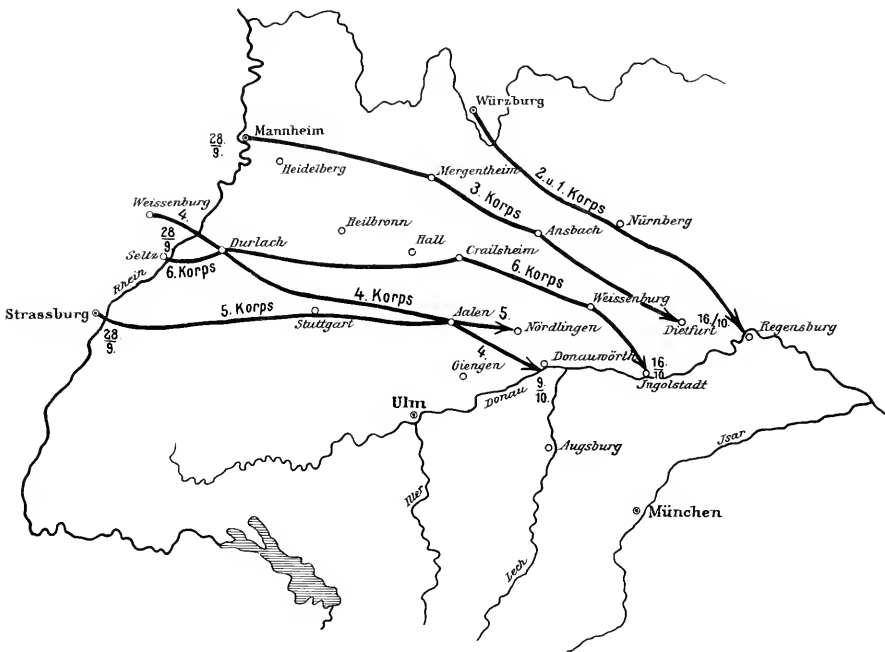 Würzburg
28.
9.
Mannheim
Heidelberg
Mergentheim
2. u. 1. Korps
3. Korps
Weissenburg
4.
Heilbronn
Nürnberg
Ansbach
28
9.
Durlach
Hall
Seltz
Crailsheim
6. Korps
6. Korps
Rhein
4. Korps
Weissenburg
Strassburg
5. Korps
Stuttgart
Aalen
5.
Nördlingen
Dietfurt
16./10.
Regensburg
28
9.
4.
Giengen
Donauwörth
16.
10.
Jngolstadt
Donau
9.
10.
Ulm
Augsburg
Jsar
Iller
München
Lech